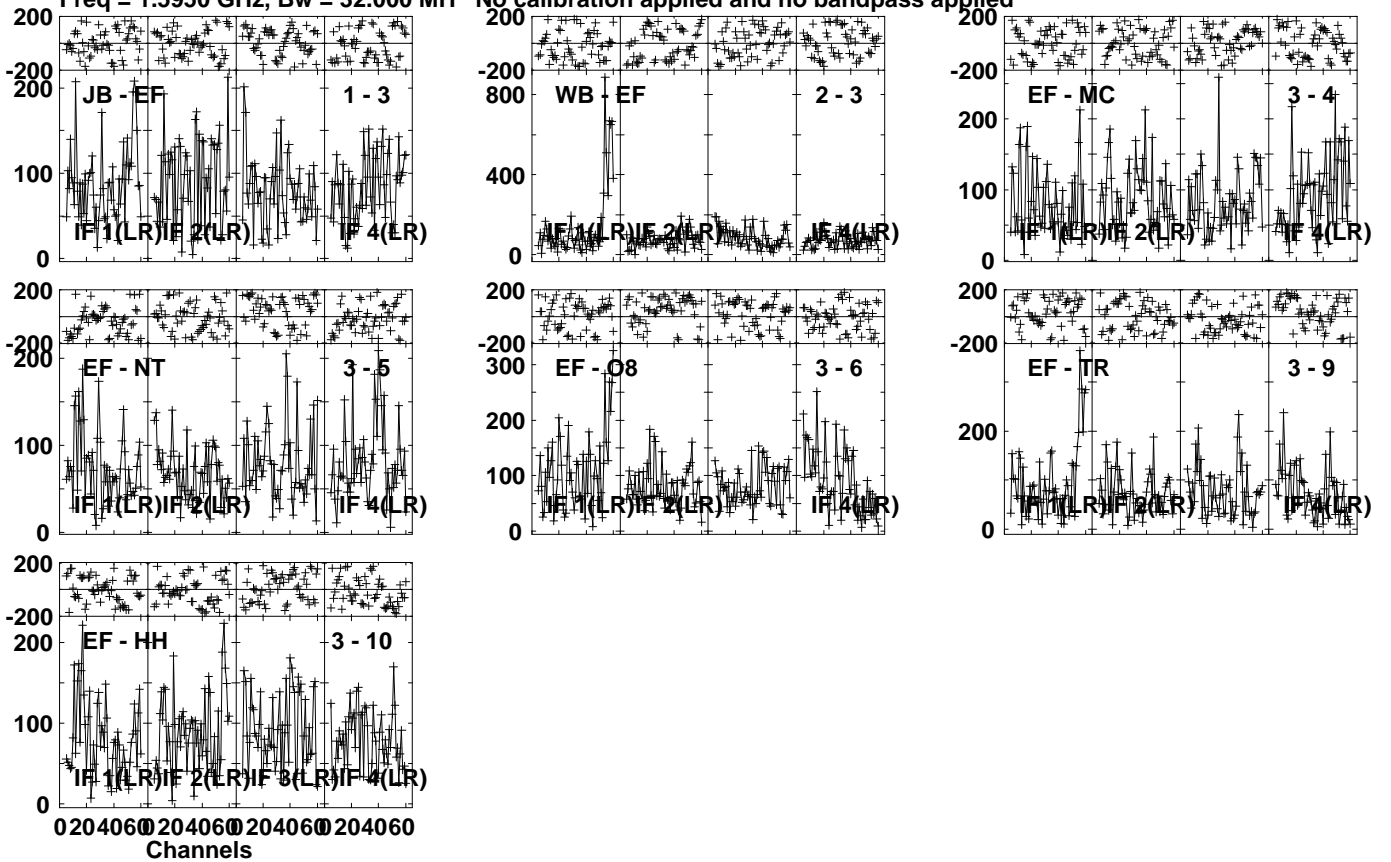 Freq = 1.5950 GHz, Bw = 32.000 MH No calibration applied and no bandpass applied
200
-200
200
100
0
JB - EF 1 - 3
IF 1(LR) IF 2(LR) IF 4(LR)
200
-200
800
400
200
0
WB - EF 2 - 3
IF 1(LR) IF 2(LR) IF 4(LR)
200
-200
200
100
0
EF - MC 3 - 4
IF 1(LR) IF 2(LR) IF 4(LR)
200
-200
200
100
0
EF - NT 3 - 5
IF 1(LR) IF 2(LR) IF 4(LR)
200
-200
300
200
100
0
EF - O8 3 - 6
IF 1(LR) IF 2(LR) IF 4(LR)
200
-200
200
0
EF - TR 3 - 9
IF 1(LR) IF 2(LR) IF 4(LR)
200
-200
200
100
0
EF - HH 3 - 10
IF 1(LR) IF 2(LR) IF 3(LR) IF 4(LR)
0 20 40 60 0 20 40 60 0 20 40 60 0 20 40 60
Channels